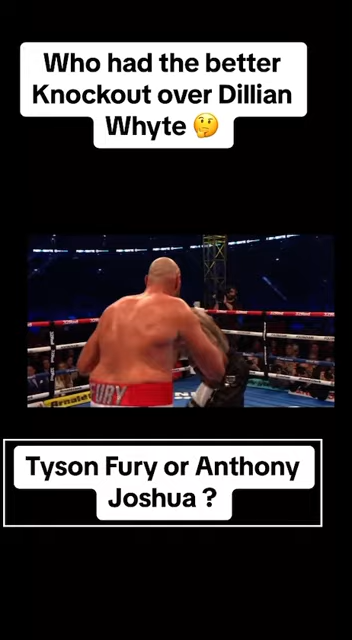 Who had the better
Knockout over Dillian
Whyte 🤔
FURY
Tyson Fury or Anthony
Joshua ?